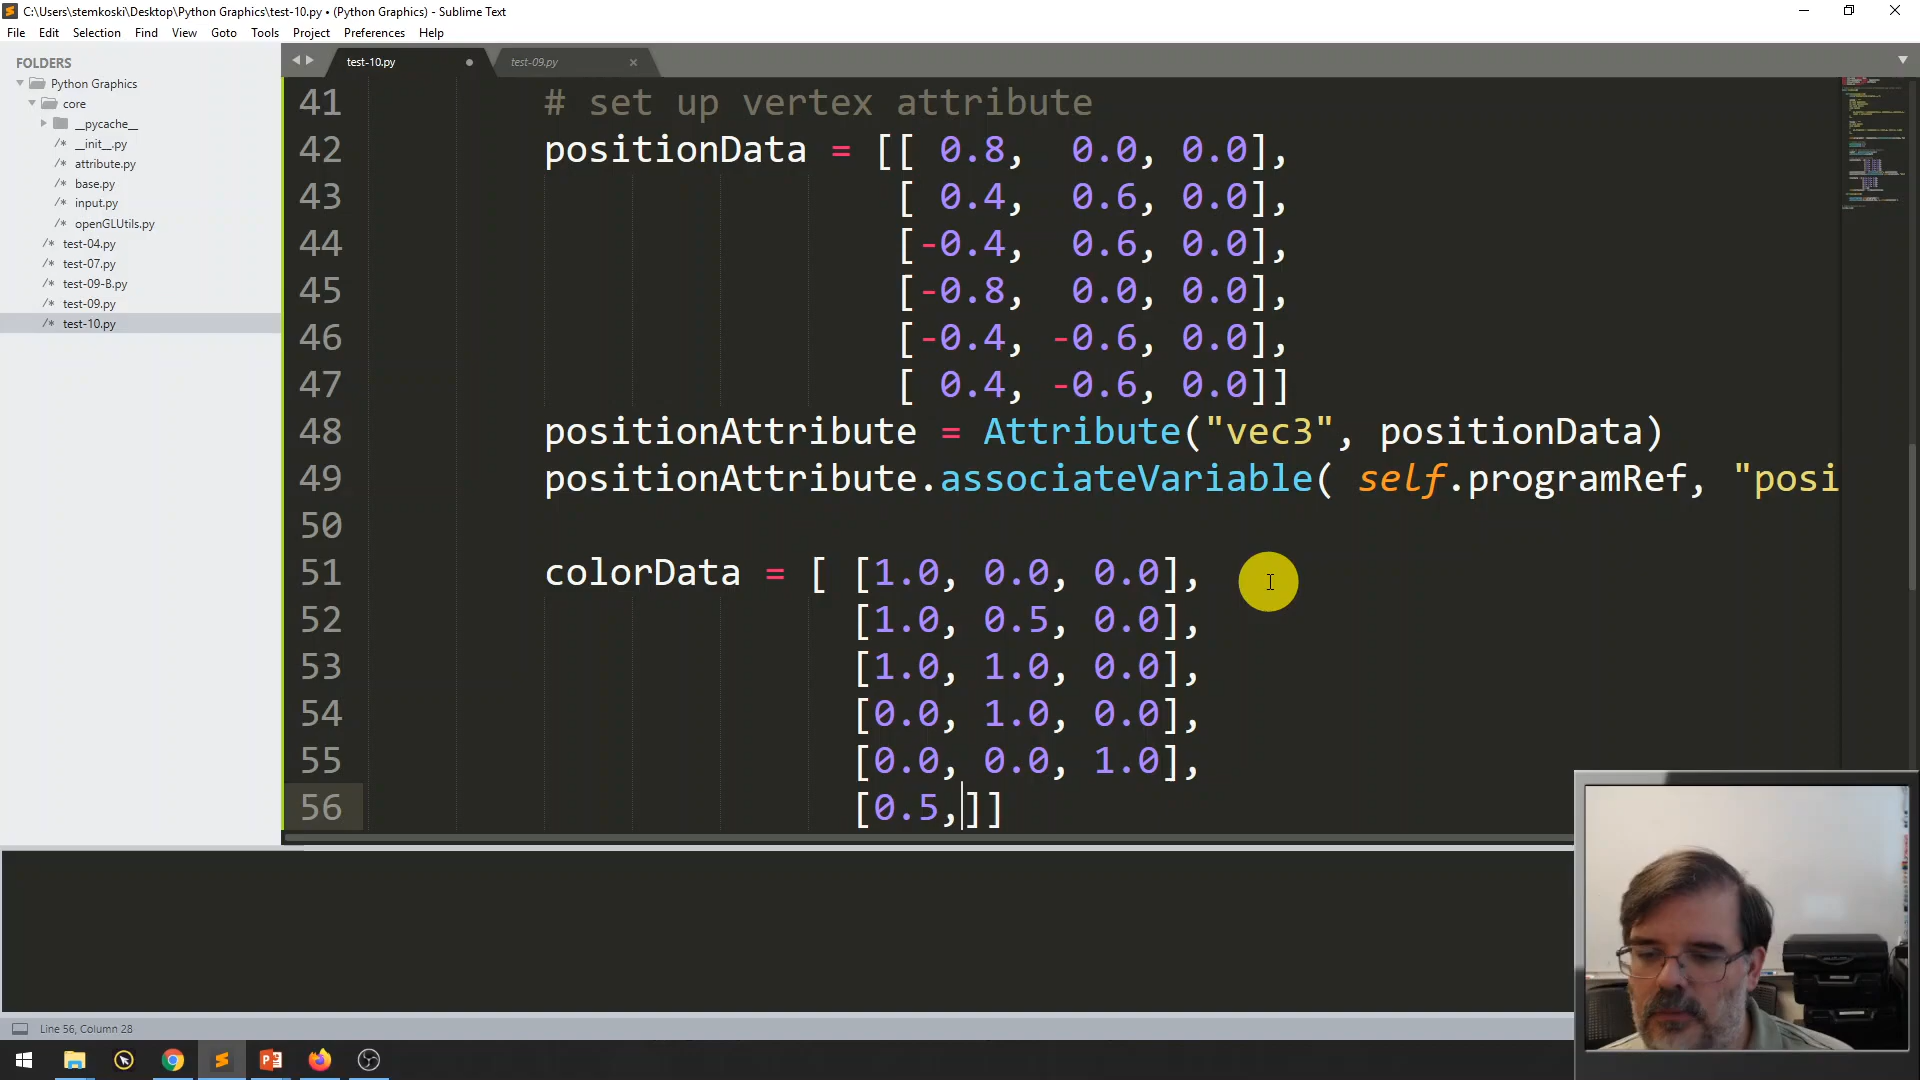 C:\Users\stemkoski\Desktop\Python Graphics\test-10.py • (Python Graphics) - Sublime Text
File Edit Selection Find View Goto Tools Project Preferences Help
FOLDERS
Python Graphics
core
__pycache__
__init__.py
attribute.py
base.py
input.py
openGLUtils.py
test-04.py
test-07.py
test-09-B.py
test-09.py
test-10.py
test-10.py test-09.py
41 # set up vertex attribute
42 positionData = [[ 0.8, 0.0, 0.0],
43 [ 0.4, 0.6, 0.0],
44 [-0.4, 0.6, 0.0],
45 [-0.8, 0.0, 0.0],
46 [-0.4, -0.6, 0.0],
47 [ 0.4, -0.6, 0.0]]
48 positionAttribute = Attribute("vec3", positionData)
49 positionAttribute.associateVariable( self.programRef, "posi
50
51 colorData = [ [1.0, 0.0, 0.0],
52 [1.0, 0.5, 0.0],
53 [1.0, 1.0, 0.0],
54 [0.0, 1.0, 0.0],
55 [0.0, 0.0, 1.0],
56 [0.5,]]
Line 56, Column 28